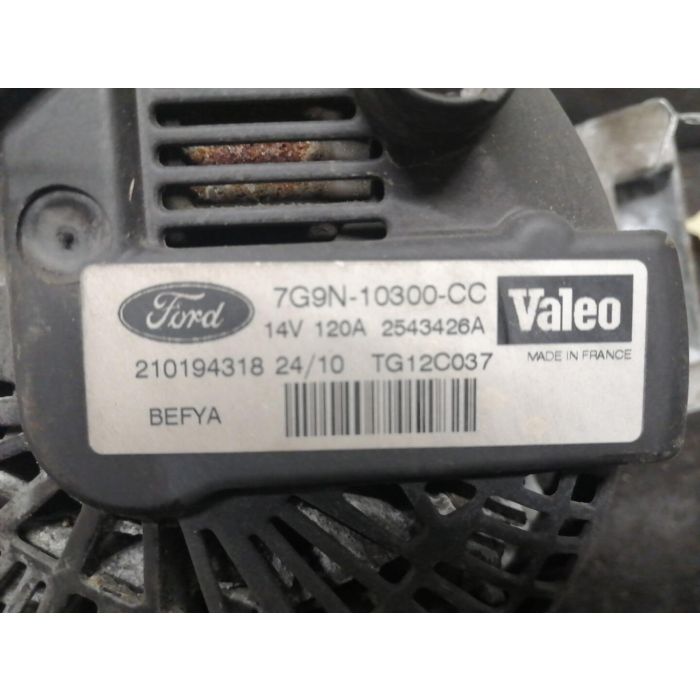 Ford
7G9N-10300-CC
14V 120A 2543426A
Valeo
MADE IN FRANCE
210194318 24/10 TG12C037
BEFYA